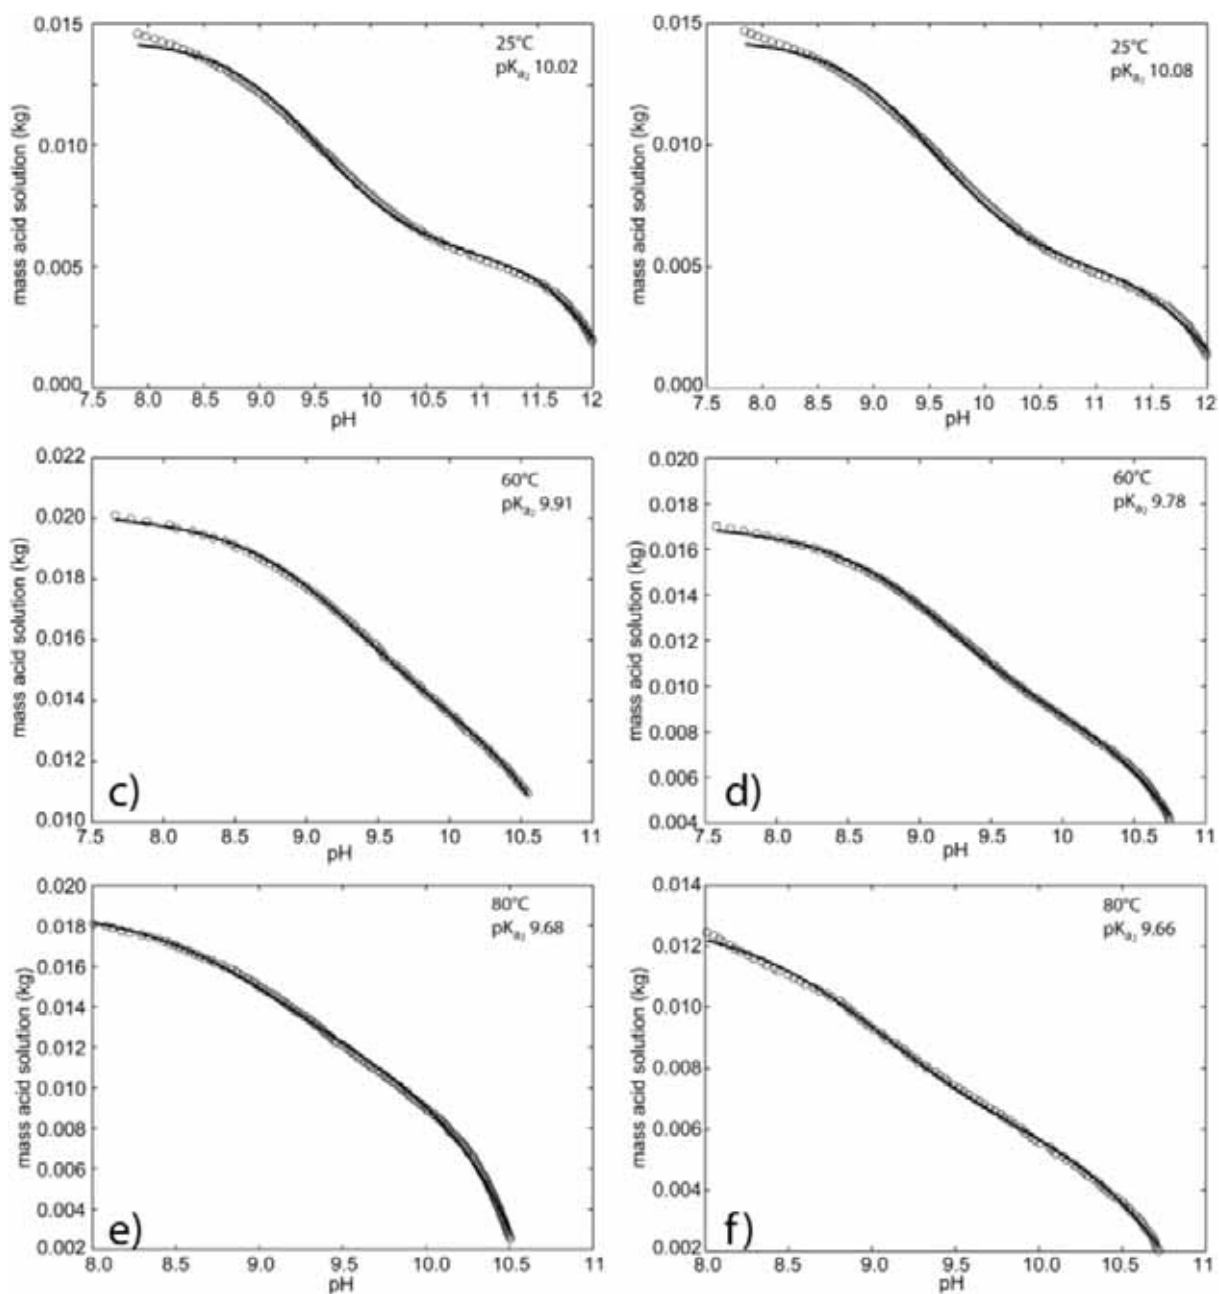 0.015
0.010
0.005
0.000
mass acid solution (kg)
25°C
pKa2 10.02
7.5 8.0 8.5 9.0 9.5 10 10.5 11 11.5 12
pH
0.015
0.010
0.005
0.000
mass acid solution (kg)
25°C
pKa2 10.08
7.5 8.0 8.5 9.0 9.5 10 10.5 11 11.5 12
pH
0.022
0.020
0.018
0.016
0.014
0.012
0.010
mass acid solution (kg)
60°C
pKa2 9.91
c)
7.5 8.0 8.5 9.0 9.5 10 10.5 11
pH
0.020
0.018
0.016
0.014
0.012
0.010
0.008
0.006
0.004
mass acid solution (kg)
60°C
pKa2 9.78
d)
7.5 8.0 8.5 9.0 9.5 10 10.5 11
pH
0.020
0.018
0.016
0.014
0.012
0.010
0.008
0.006
0.004
0.002
mass acid solution (kg)
80°C
pKa2 9.68
e)
8.0 8.5 9.0 9.5 10.0 10.5 11
pH
0.014
0.012
0.010
0.008
0.006
0.004
0.002
mass acid solution (kg)
80°C
pKa2 9.66
f)
8.0 8.5 9.0 9.5 10.0 10.5 11
pH